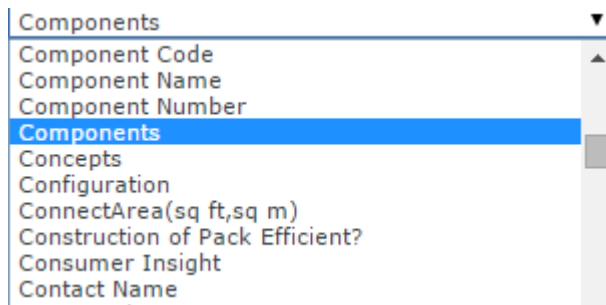 Components
Component Code
Component Name
Component Number
Components
Concepts
Configuration
ConnectArea(sq ft,sq m)
Construction of Pack Efficient?
Consumer Insight
Contact Name